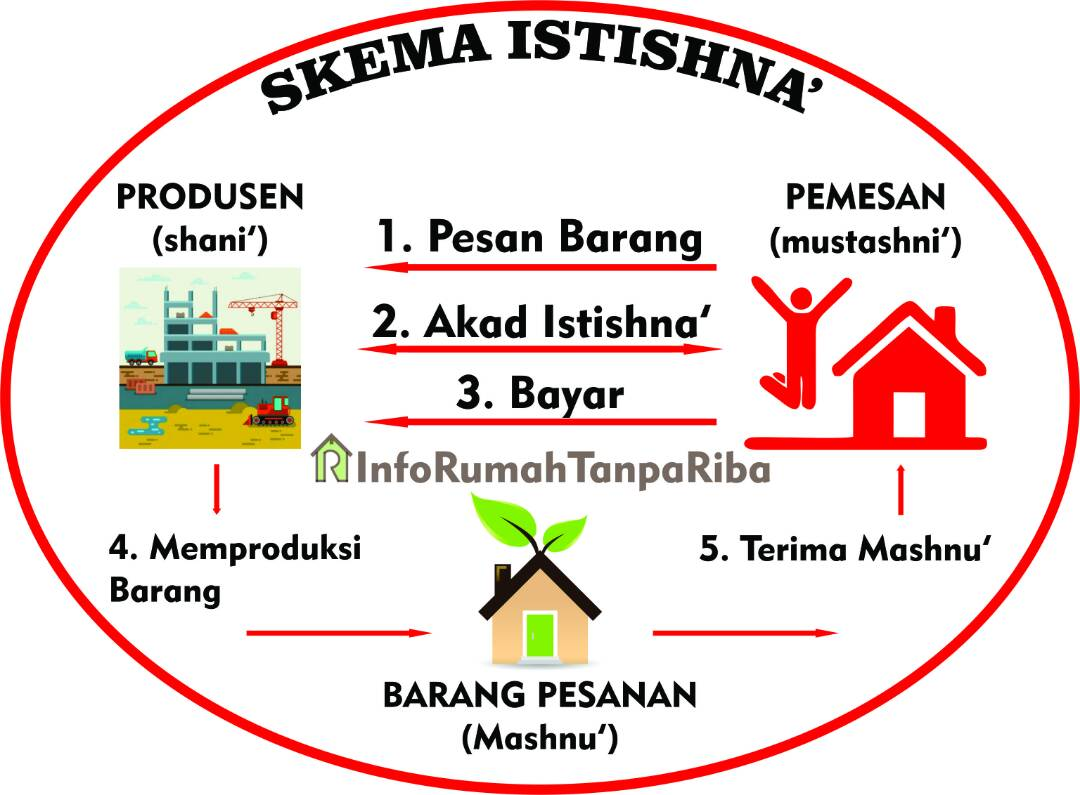 SKEMA ISTISHNA’
PRODUSEN
(shani’)
PEMESAN
(mustashni’)
1. Pesan Barang
2. Akad Istishna‘
3. Bayar
InfoRumahTanpaRiba
4. Memproduksi
Barang
5. Terima Mashnu‘
BARANG PESANAN
(Mashnu‘)